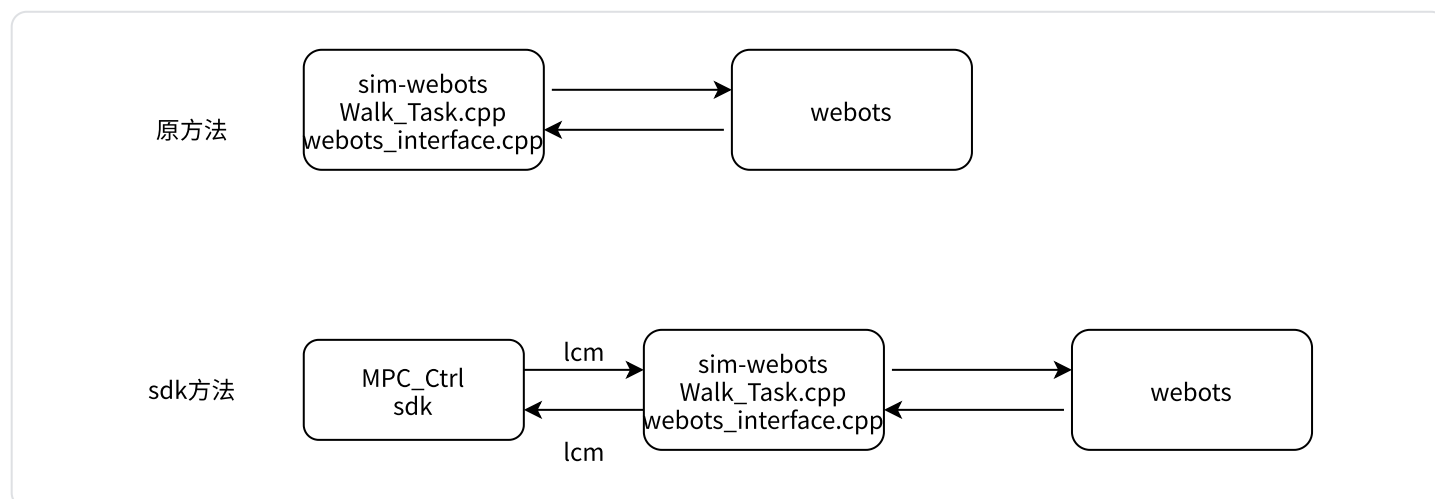 原方法
sim-webots
Walk_Task.cpp
webots_interface.cpp
webots
sdk方法
MPC_Ctrl
sdk
lcm
lcm
sim-webots
Walk_Task.cpp
webots_interface.cpp
webots